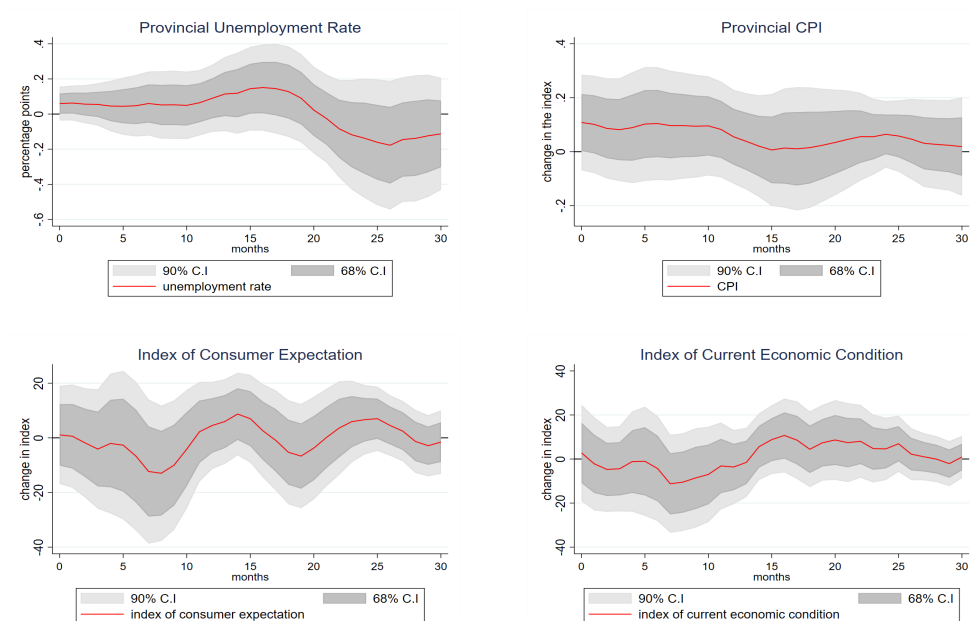 Provincial Unemployment Rate
percentage points
.4
.2
0
-.2
-.4
-.6
0 5 10 15 20 25 30
months
90% C.I 68% C.I
unemployment rate
Provincial CPI
change in the index
.4
.2
0
-.2
0 5 10 15 20 25 30
months
90% C.I 68% C.I
CPI
Index of Consumer Expectation
change in index
20
0
-20
-40
0 5 10 15 20 25 30
months
90% C.I 68% C.I
index of consumer expectation
Index of Current Economic Condition
change in index
40
20
0
-20
-40
0 5 10 15 20 25 30
months
90% C.I 68% C.I
index of current economic condition